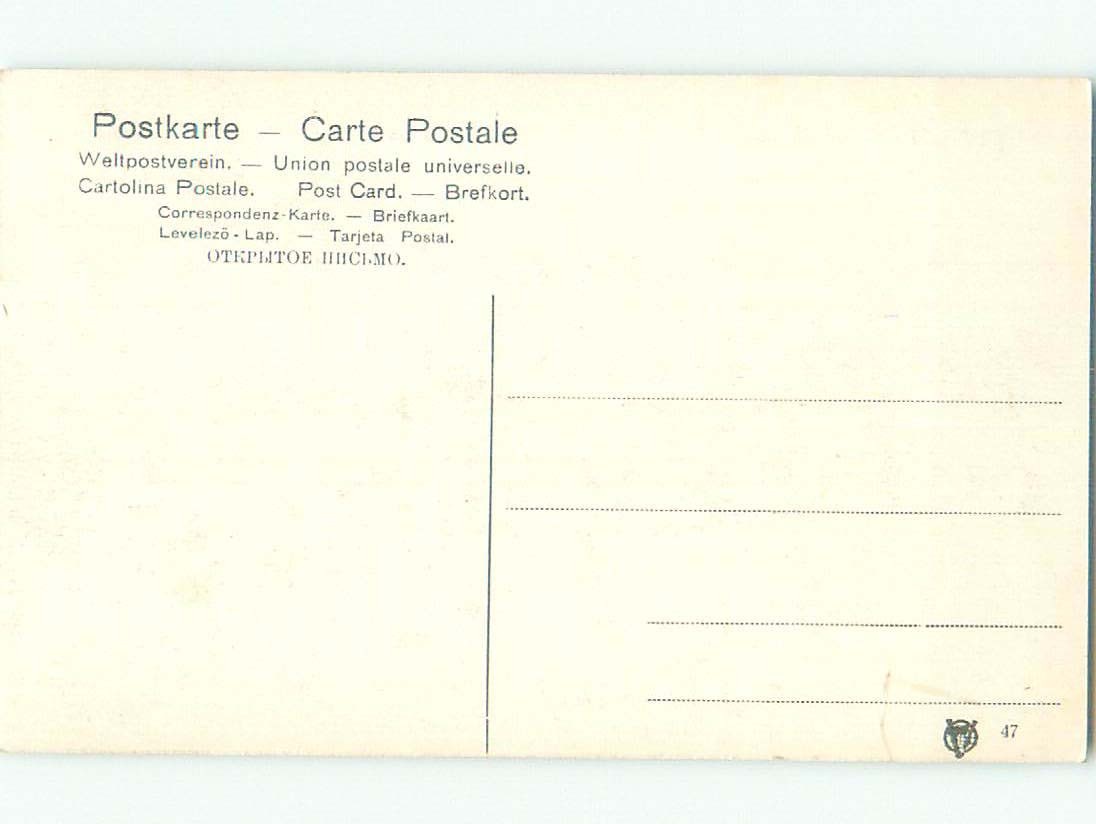 Postkarte — Carte Postale
Weltpostverein. — Union postale universelle.
Cartolina Postale. Post Card. — Brefkort.
Correspondenz-Karte. — Briefkaart.
Levelezö-Lap. — Tarjeta Postal.
ОТКРЫТОЕ ПИСЬМО.
47